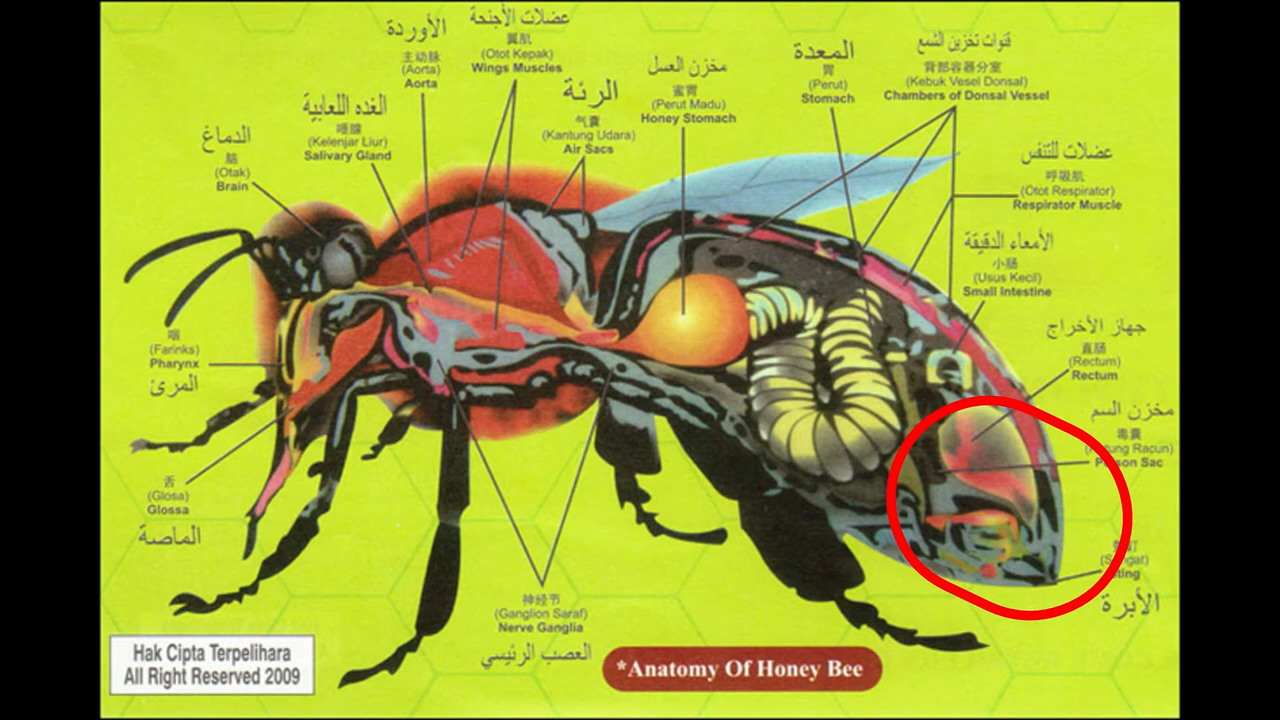 الأوردة
主动脉
(Aorta)
Aorta
عضلات الأجنحة
翼肌
(Otot Kepak)
Wings Muscles
الرئة
气囊
(Kantung Udara)
Air Sacs
مخزن العسل
蜜胃
(Perut Madu)
Honey Stomach
المعدة
胃
(Perut)
Stomach
قنوات تخزين الشمع
背部容器分室
(Kebuk Vesel Donsal)
Chambers of Donsal Vessel
الغده اللعابية
唾腺
(Kelenjar Liur)
Salivary Gland
الدماغ
脑
(Otak)
Brain
عضلات للتنفس
呼吸肌
(Otot Respirator)
Respirator Muscle
الأمعاء الدقيقة
小肠
(Usus Kecil)
Small Intestine
جهاز الأخراج
直肠
(Rectum)
Rectum
مخزن السم
毒囊
Racun)
Sac
الأبرة
咽
(Farinks)
Pharynx
المرئ
舌
(Glosa)
Glossa
الماصة
神经节
(Ganglion Saraf)
Nerve Ganglia
العصب الرئيسي
Hak Cipta Terpelihara
All Right Reserved 2009
*Anatomy Of Honey Bee